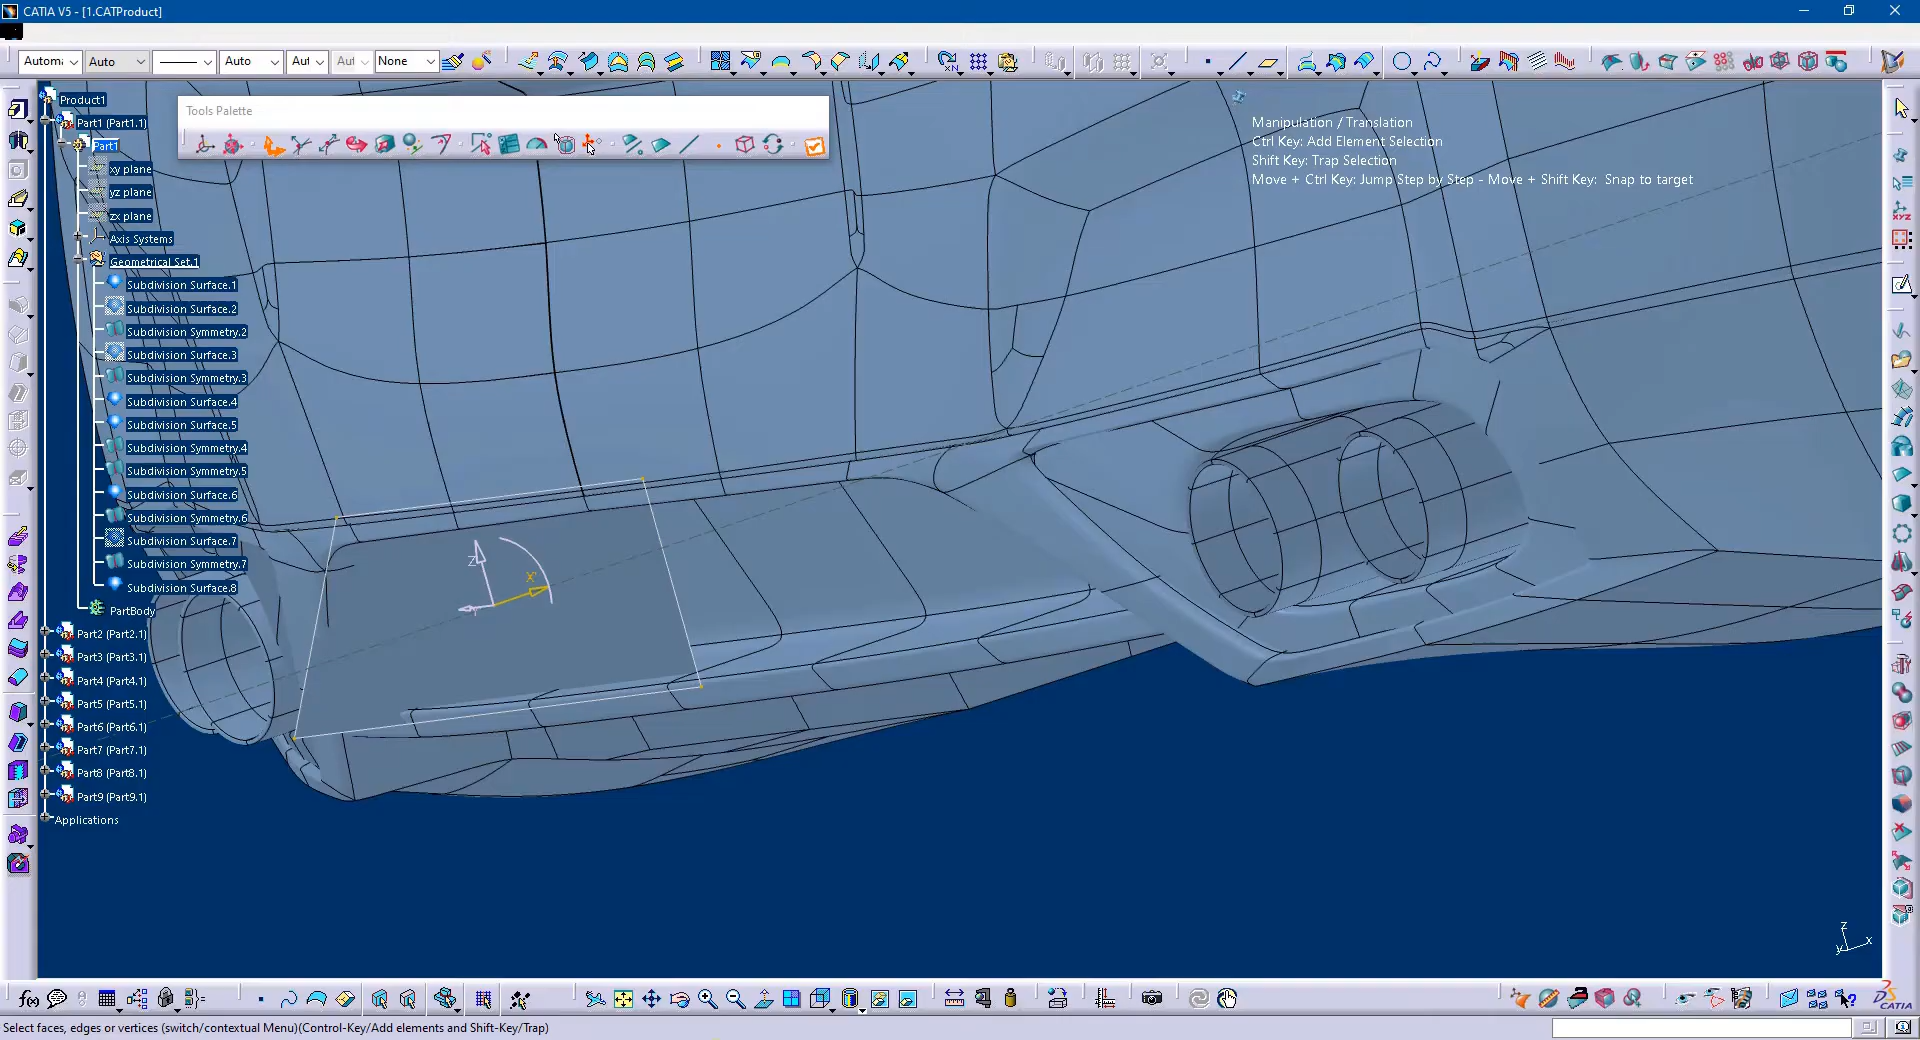 CATIA V5 - [1.CATProduct]
Auto
Auto
None
Tools Palette
Manipulation / Translation
Ctrl Key: Add Element Selection
Shift Key: Trap Selection
Move + Ctrl Key: Jump Step by Step - Move + Shift Key: Snap to target
Product1
Part1 (Part1.1)
Part1
xy plane
yz plane
zx plane
Axis Systems
Geometrical Set.1
Subdivision Surface.1
Subdivision Surface.2
Subdivision Symmetry.2
Subdivision Surface.3
Subdivision Symmetry.3
Subdivision Surface.4
Subdivision Surface.5
Subdivision Symmetry.4
Subdivision Symmetry.5
Subdivision Surface.6
Subdivision Symmetry.6
Subdivision Surface.7
Subdivision Symmetry.7
Subdivision Surface.8
PartBody
Part2 (Part2.1)
Part3 (Part3.1)
Part4 (Part4.1)
Part5 (Part5.1)
Part6 (Part6.1)
Part7 (Part7.1)
Part8 (Part8.1)
Part9 (Part9.1)
Applications
Z
X
z
x
y
f(x)
CATIA
Select faces, edges or vertices (switch/contextual Menu)(Control-Key/Add elements and Shift-Key/Trap)